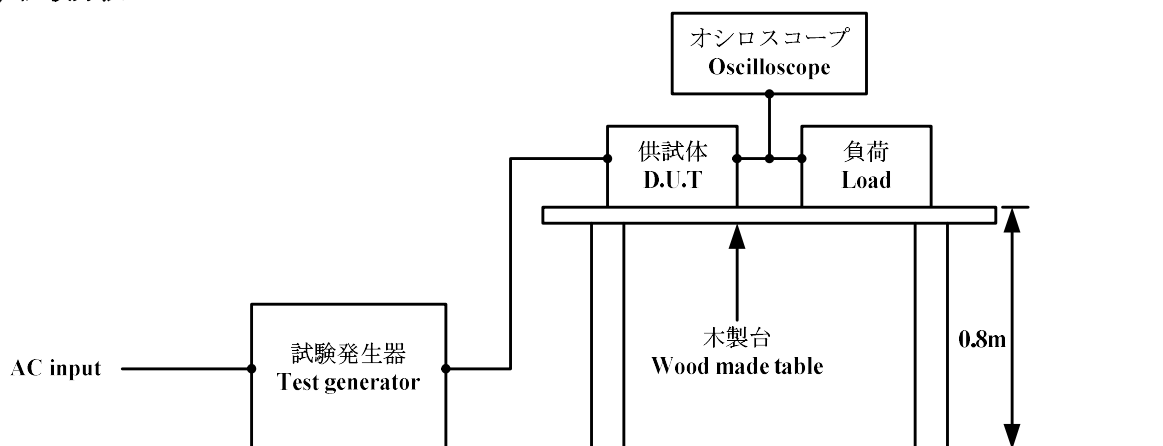 オシロスコープ
Oscilloscope
供試体
D.U.T
負荷
Load
木製台
Wood made table
0.8m
試験発生器
Test generator
AC input